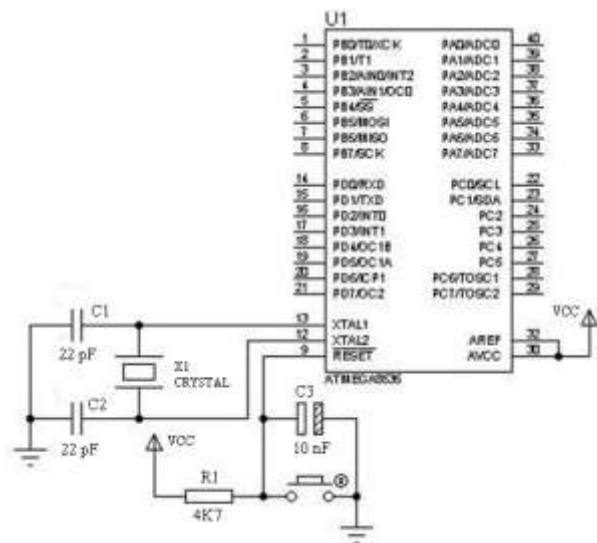 U1
1 PB0/T0/XCK PA0/ADC0 40
2 PB1/T1 PA1/ADC1 39
3 PB2/AIN0/INT2 PA2/ADC2 38
4 PB3/AIN1/OC0 PA3/ADC3 37
5 PB4/SS PA4/ADC4 36
6 PB5/MOSI PA5/ADC5 35
7 PB6/MISO PA6/ADC6 34
8 PB7/SCK PA7/ADC7 33
14 PD0/RXD PC0/SCL 22
15 PD1/TXD PC1/SDA 23
16 PD2/INT0 PC2 24
17 PD3/INT1 PC3 25
18 PD4/OC1B PC4 26
19 PD5/OC1A PC5 27
20 PD6/ICP1 PC6/TOSC1 28
21 PD7/OC2 PC7/TOSC2 29
13 XTAL1
12 XTAL2 AREF 32
9 RESET AVCC 30
VCC
ATMEGA8535
C1
22 pF
X1
CRYSTAL
C2
22 pF
VCC
C3
10 nF
R1
4K7